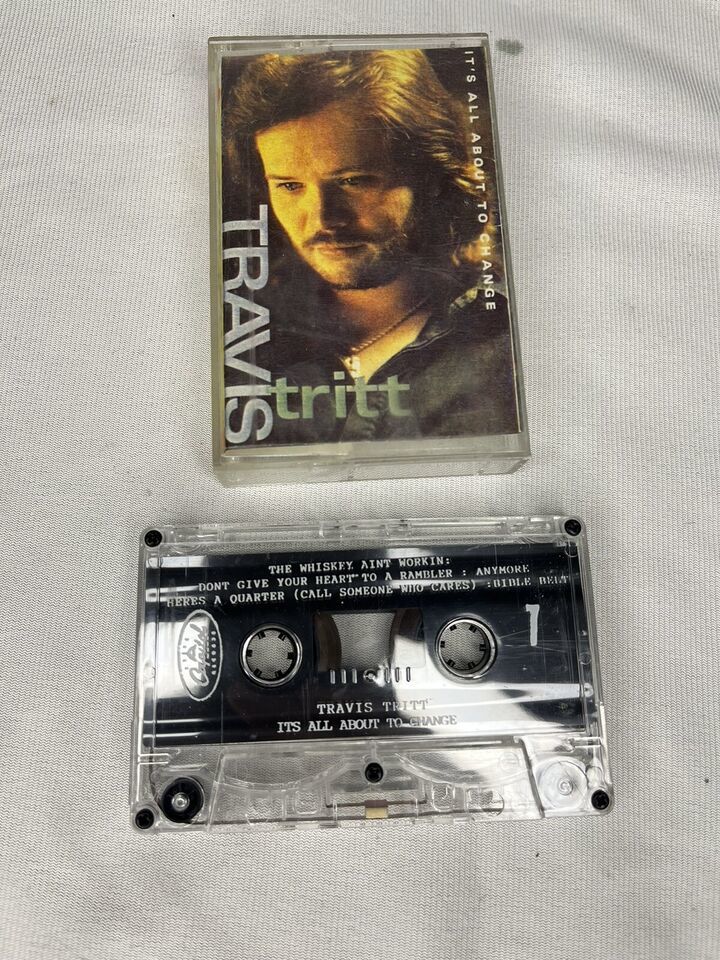 IT'S ALL ABOUT TO CHANGE
TRAVIS
tritt
THE WHISKEY AINT WORKIN:
DONT GIVE YOUR HEART TO A RAMBLER : ANYMORE
HERES A QUARTER (CALL SOMEONE WHO CARES) :BIBLE BELT
1
Capitol
TRAVIS TRITT
ITS ALL ABOUT TO CHANGE